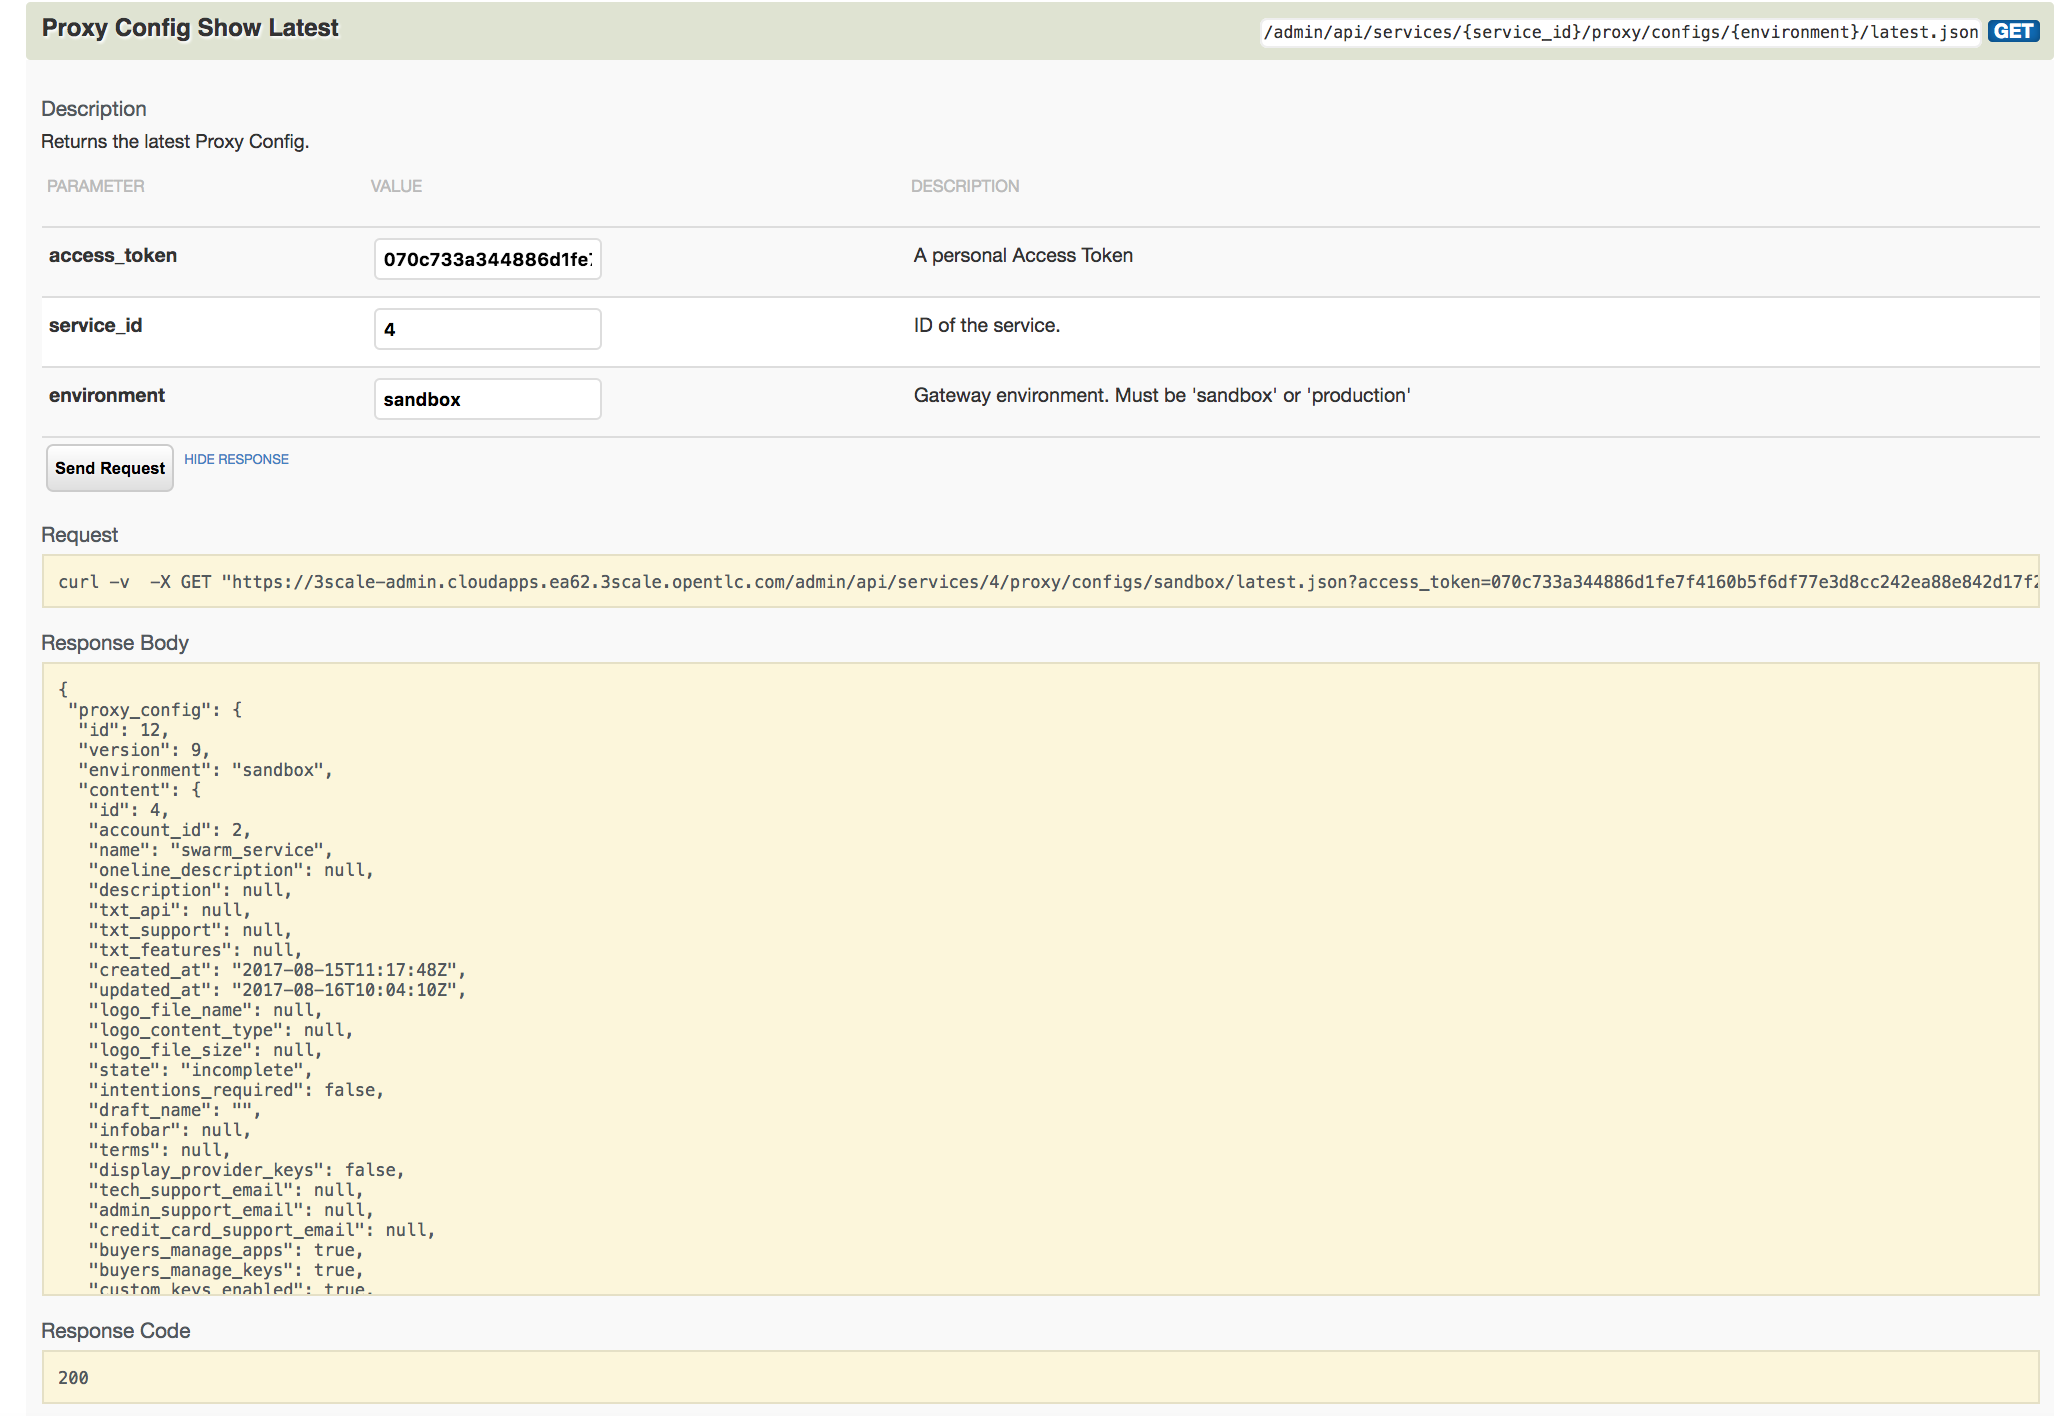 Proxy Config Show Latest
/admin/api/services/{service_id}/proxy/configs/{environment}/latest.json GET
Description
Returns the latest Proxy Config.
PARAMETER VALUE DESCRIPTION
access_token 070c733a344886d1fe A personal Access Token
service_id 4 ID of the service.
environment sandbox Gateway environment. Must be 'sandbox' or 'production'
Send Request HIDE RESPONSE
Request
curl -v  -X GET "https://3scale-admin.cloudapps.ea62.3scale.opentlc.com/admin/api/services/4/proxy/configs/sandbox/latest.json?access_token=070c733a344886d1fe7f4160b5f6df77e3d8cc242ea88e842d17f2
Response Body
{
"proxy_config": {
"id": 12,
"version": 9,
"environment": "sandbox",
"content": {
"id": 4,
"account_id": 2,
"name": "swarm_service",
"oneline_description": null,
"description": null,
"txt_api": null,
"txt_support": null,
"txt_features": null,
"created_at": "2017-08-15T11:17:48Z",
"updated_at": "2017-08-16T10:04:10Z",
"logo_file_name": null,
"logo_content_type": null,
"logo_file_size": null,
"state": "incomplete",
"intentions_required": false,
"draft_name": "",
"infobar": null,
"terms": null,
"display_provider_keys": false,
"tech_support_email": null,
"admin_support_email": null,
"credit_card_support_email": null,
"buyers_manage_apps": true,
"buyers_manage_keys": true,
"custom_keys_enabled": true,
Response Code
200